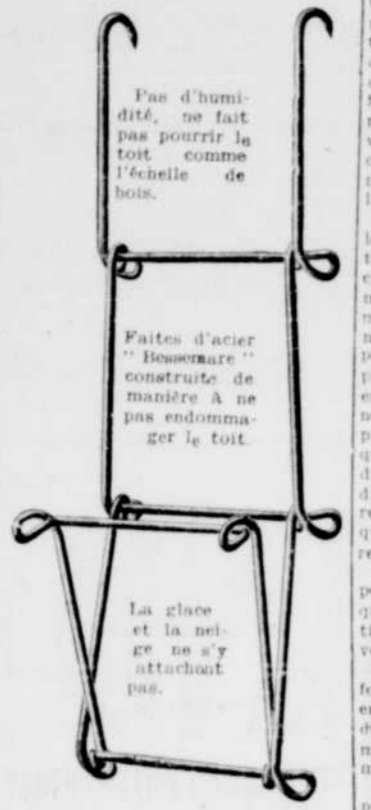 Pas d'humi-
dité, ne fait
pas pourrir le
toit comme
l'échelle de
bois.
Faites d'acier
" Bessemare "
construite de
manière A ne
pas endomma-
ger le toit.
La glace
et la nei-
ge ne s'y
attachont
pas.